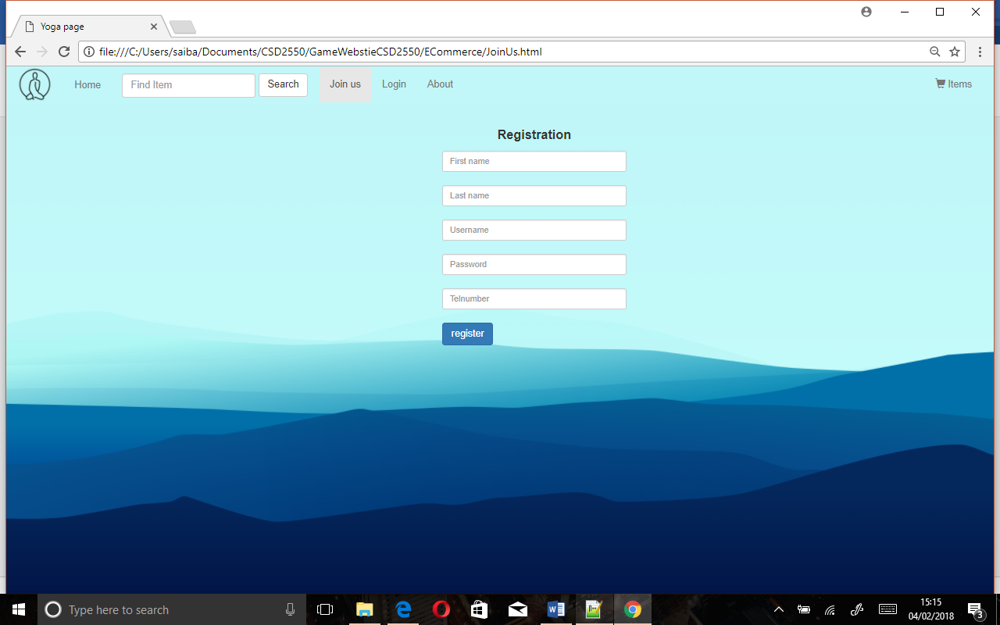 Yoga page
file:///C:/Users/saiba/Documents/CSD2550/GameWebstieCSD2550/ECommerce/JoinUs.html
Home Find Item Search Join us Login About Items
Registration
First name
Last name
Username
Password
Telnumber
register
Type here to search
15:15
04/02/2018
3